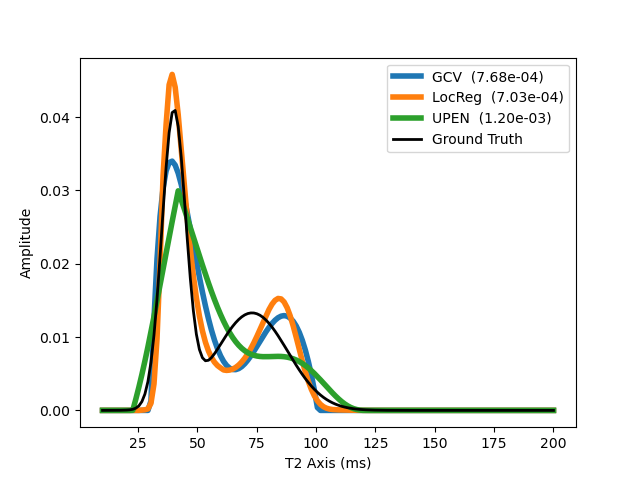 GCV (7.68e-04)
LocReg (7.03e-04)
UPEN (1.20e-03)
Ground Truth
0.04
0.03
0.02
0.01
0.00
Amplitude
25 50 75 100 125 150 175 200
T2 Axis (ms)